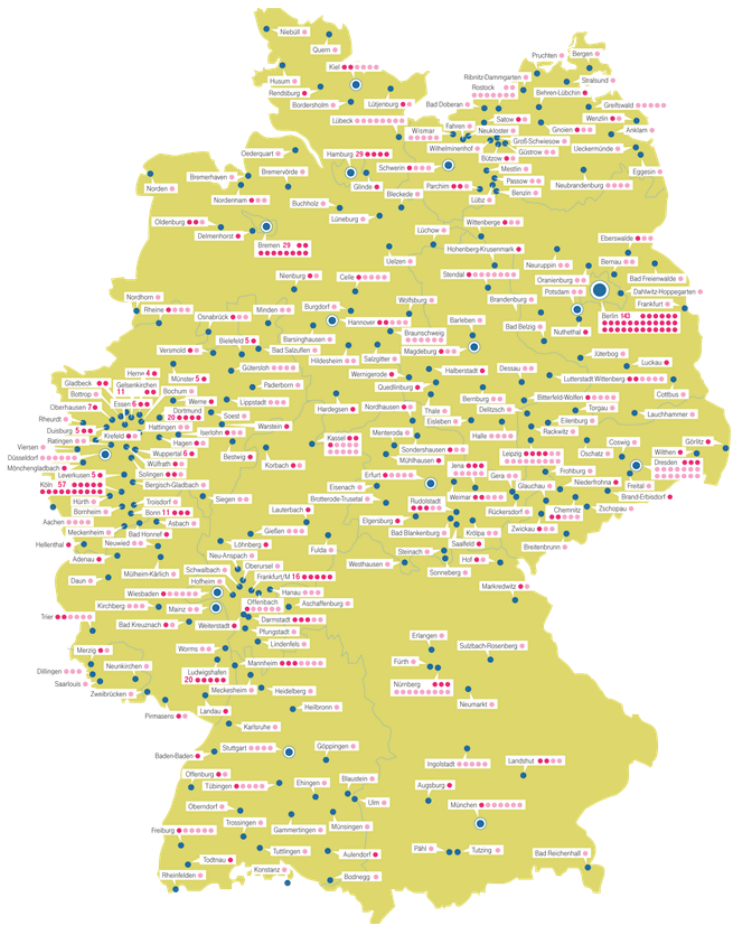 Niebüll
Quern
Kiel
Husum
Rendsburg
Bordersholm
Lütjenburg
Lübeck
Pruchten
Bergen
Ribnitz-Dammgarten
Stralsund
Rostock
Behren-Lübchin
Bad Doberan
Greifswald
Satow
Wenzlin
Wismar
Fahren
Neukloster
Gnoien
Anklam
Wilhelminenhof
Groß-Schwiesow
Oederquart
Hamburg 29
Güstrow
Ueckermünde
Bützow
Schwerin
Mestlin
Eggesin
Bremerhaven
Bremervörde
Glinde
Parchim
Passow
Neubrandenburg
Norden
Bleckede
Benzin
Lübz
Nordennam
Buchholz
Lüneburg
Oldenburg
Lüchow
Wittenberge
Delmenhorst
Bremen 29
Hohenberg-Krusenmark
Eberswalde
Uelzen
Neuruppin
Bernau
Nienburg
Celle
Stendal
Oranienburg
Bad Freienwalde
Potsdam
Dahlwitz-Hoppegarten
Nordhorn
Wolfsburg
Brandenburg
Frankfurt
Rheine
Minden
Burgdorf
Berlin 143
Osnabrück
Hannover
Barleben
Bad Belzig
Nuthethal
Bielefeld 5
Barsinghausen
Braunschweig
Versmold
Bad Salzuflen
Hildesheim
Salzgitter
Magdeburg
Jüterbog
Luckau
Herne 4
Gütersloh
Wernigerode
Halberstadt
Dessau
Gladbeck
Gelsenkirchen
11
Münster 5
Paderborn
Quedlinburg
Luttenstadt Wittenberg
Bottrop
Bochum
Bernburg
Bitterfeld-Wolfen
Cottbus
Essen 6
Werne
Lippstadt
Oberhausen 7
Dortmund
20
Hardegsen
Nordhausen
Thale
Delitzsch
Torgau
Lauchhammer
Rheurdt
Soest
Eisleben
Eilenburg
Duisburg 5
Krefeld
Hattingen
Iserlohn
Warstein
Kassel
Menteroda
Halle
Rackwitz
Ratingen
Hagen
Coswig
Görlitz
Viersen
Wuppertal 6
Bestwig
Korbach
Sondershausen
Leipzig
Oschatz
Wilthen
Düsseldorf
Wülfrath
Mühlhausen
Dresden
Mönchengladbach
Solingen
Erfurt
Jena
Gera
Frohburg
Leverkusen 5
Bergisch-Gladbach
Eisenach
Glauchau
Niederfrohna
Freital
Köln 57
Siegen
Brotterode-Trusetal
Weimar
Brand-Erbisdorf
Hürth
Troisdorf
Lauterbach
Rudolstadt
Chemnitz
Zschopau
Bornheim
Bonn 11
Rückersdorf
Aachen
Asbach
Elgersburg
Zwickau
Meckenheim
Bad Honnef
Gießen
Bad Blankenburg
Krölpa
Hellenthal
Neuwied
Löhnberg
Fulda
Steinach
Saalfeld
Breitenbrunn
Adenau
Neu-Anspach
Westhausen
Hof
Mülheim-Kärlich
Schwalbach
Oberursel
Sonneberg
Daun
Hofheim
Frankfurt/M 16
Markredwitz
Wiesbaden
Hanau
Kirchberg
Mainz
Offenbach
Aschaffenburg
Trier
Bad Kreuznach
Weiterstadt
Darmstadt
Pfungstadt
Erlangen
Merzig
Worms
Lindenfels
Sulzbach-Rosenberg
Dillingen
Neunkirchen
Mannheim
Fürth
Saarlouis
Ludwigshafen
20
Nürnberg
Zweibrücken
Meckesheim
Heidelberg
Neumarkt
Pirmasens
Landau
Heilbronn
Karlsruhe
Baden-Baden
Stuttgart
Göppingen
Ingolstadt
Landshut
Offenburg
Tübingen
Ehingen
Blaustein
Augsburg
Oberndorf
Ulm
München
Freiburg
Trossingen
Gammertingen
Münsingen
Todtnau
Tuttlingen
Aulendorf
Pähl
Tutzing
Bad Reichenhall
Rheinfelden
Konstanz
Bodnegg